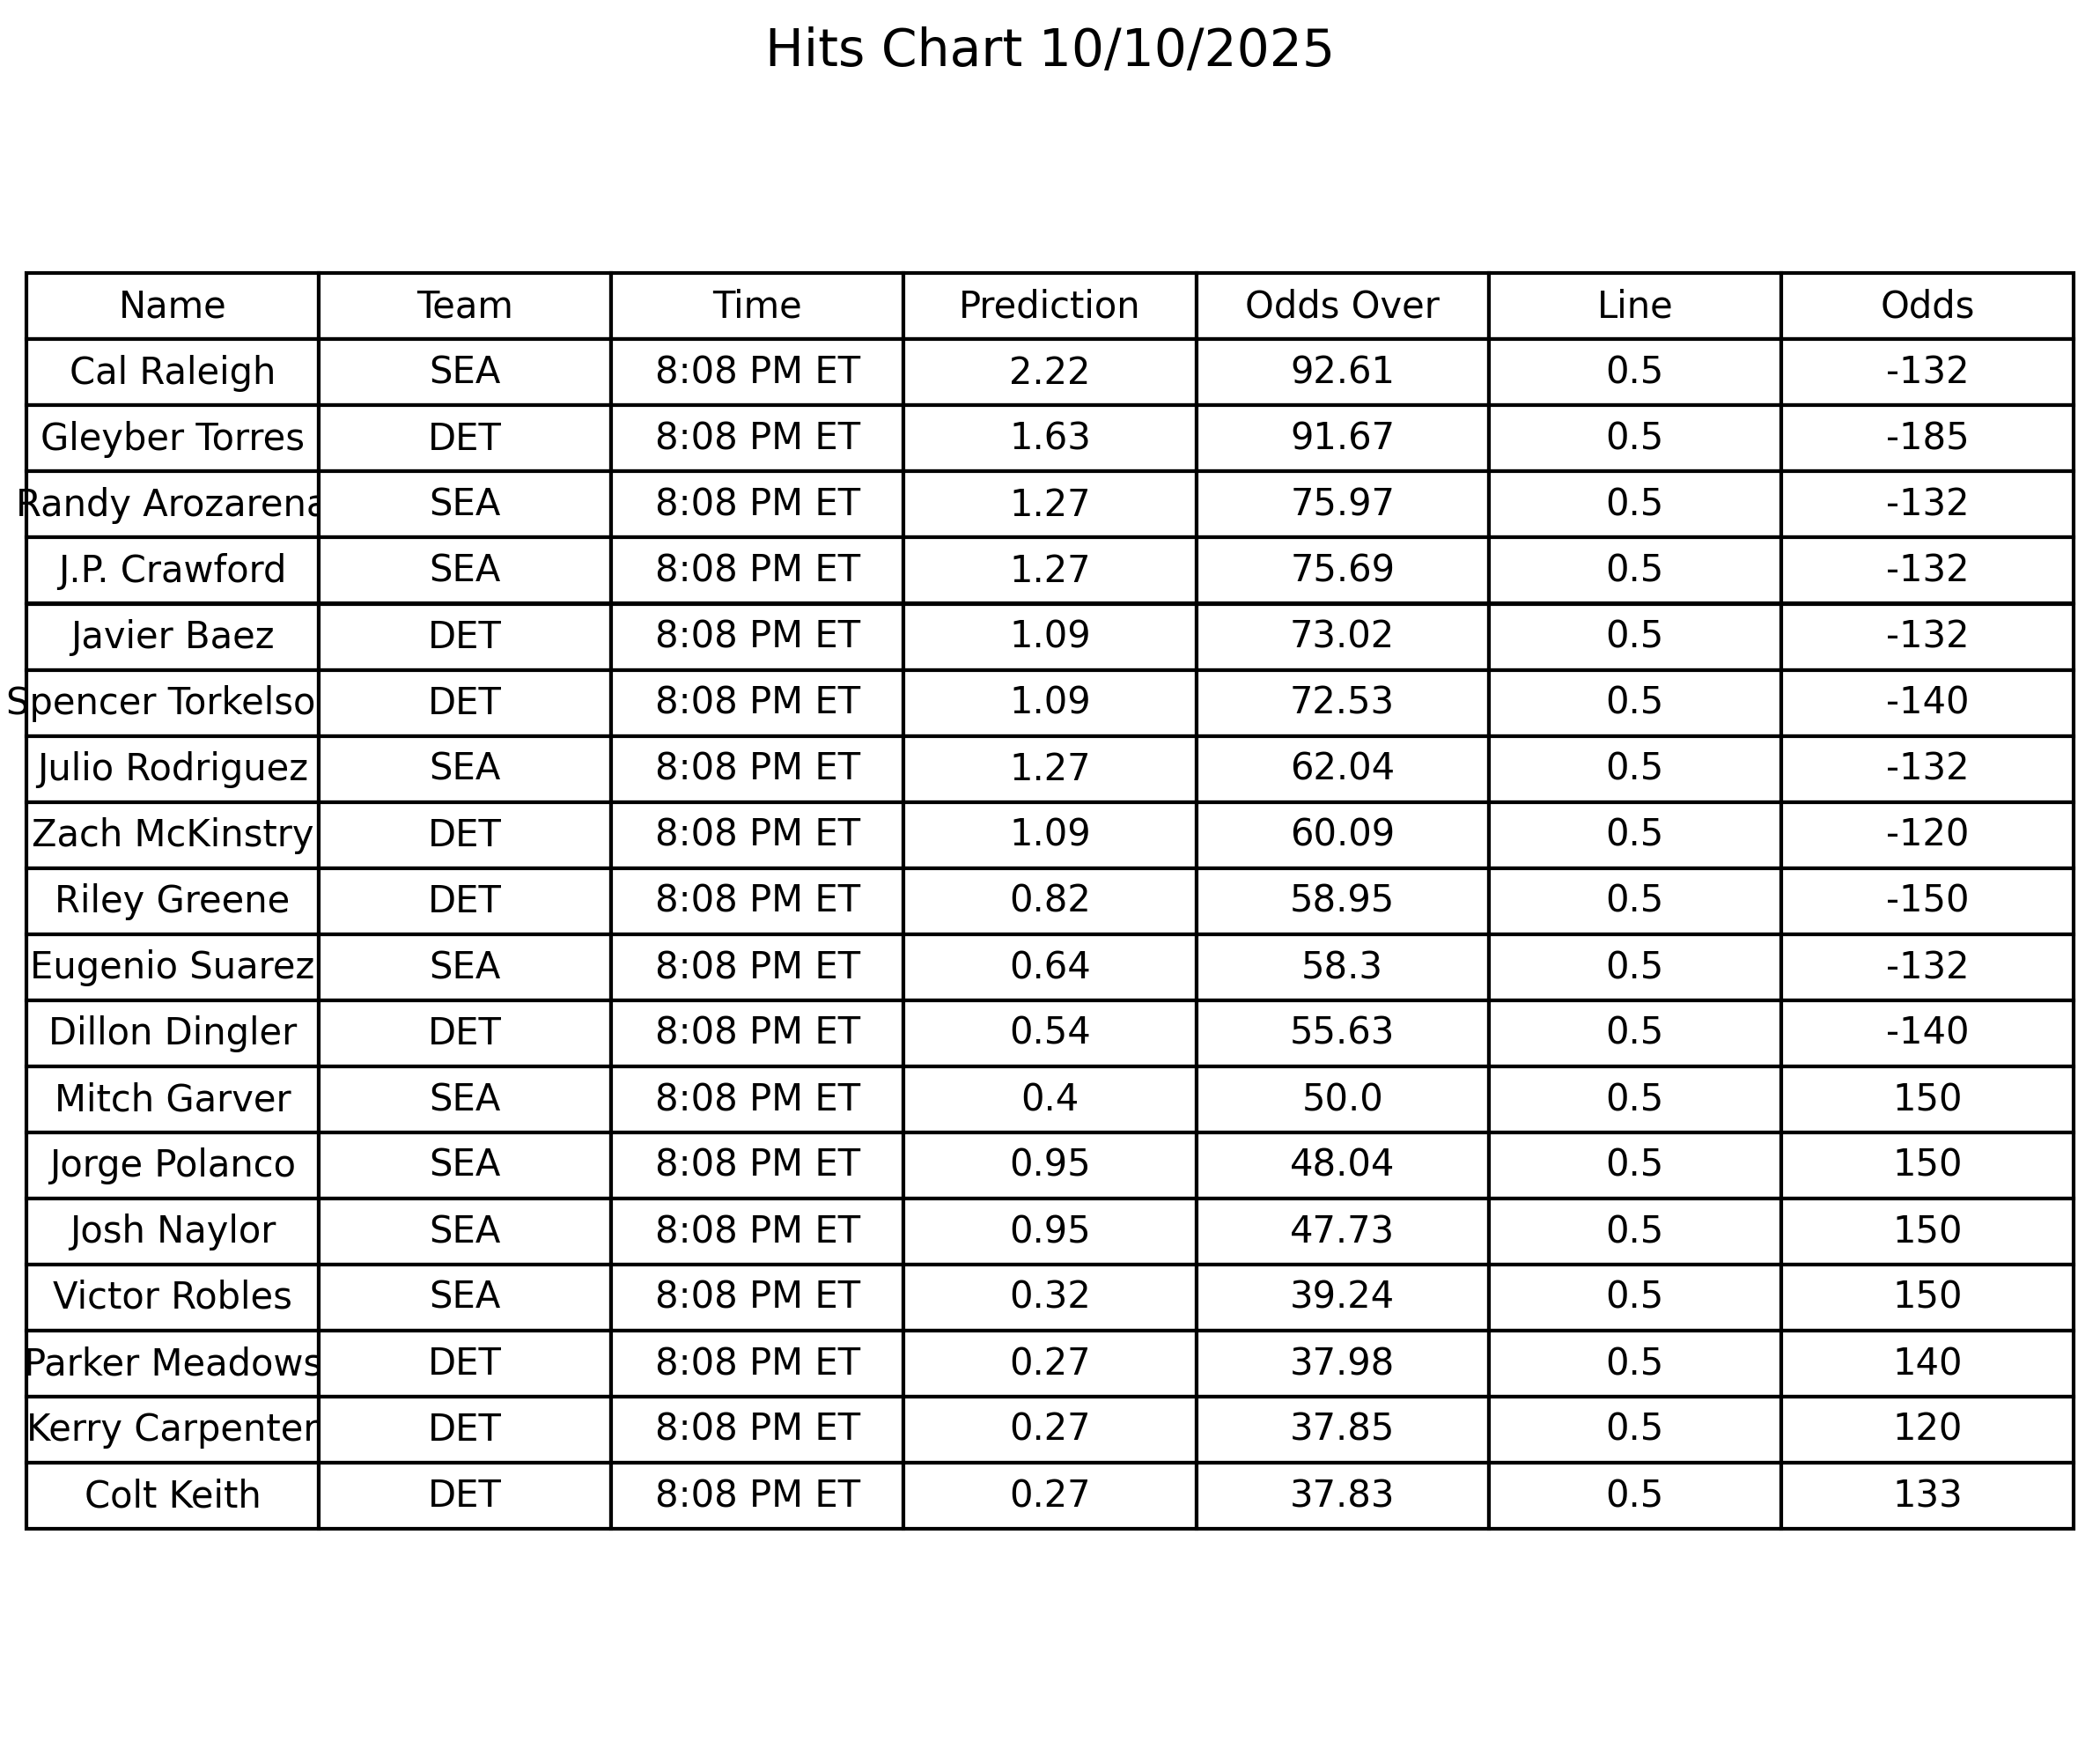 Hits Chart 10/10/2025
Name Team Time Prediction Odds Over Line Odds
Cal Raleigh SEA 8:08 PM ET 2.22 92.61 0.5 -132
Gleyber Torres DET 8:08 PM ET 1.63 91.67 0.5 -185
Randy Arozarena SEA 8:08 PM ET 1.27 75.97 0.5 -132
J.P. Crawford SEA 8:08 PM ET 1.27 75.69 0.5 -132
Javier Baez DET 8:08 PM ET 1.09 73.02 0.5 -132
Spencer Torkelso DET 8:08 PM ET 1.09 72.53 0.5 -140
Julio Rodriguez SEA 8:08 PM ET 1.27 62.04 0.5 -132
Zach McKinstry DET 8:08 PM ET 1.09 60.09 0.5 -120
Riley Greene DET 8:08 PM ET 0.82 58.95 0.5 -150
Eugenio Suarez SEA 8:08 PM ET 0.64 58.3 0.5 -132
Dillon Dingler DET 8:08 PM ET 0.54 55.63 0.5 -140
Mitch Garver SEA 8:08 PM ET 0.4 50.0 0.5 150
Jorge Polanco SEA 8:08 PM ET 0.95 48.04 0.5 150
Josh Naylor SEA 8:08 PM ET 0.95 47.73 0.5 150
Victor Robles SEA 8:08 PM ET 0.32 39.24 0.5 150
Parker Meadows DET 8:08 PM ET 0.27 37.98 0.5 140
Kerry Carpenter DET 8:08 PM ET 0.27 37.85 0.5 120
Colt Keith DET 8:08 PM ET 0.27 37.83 0.5 133